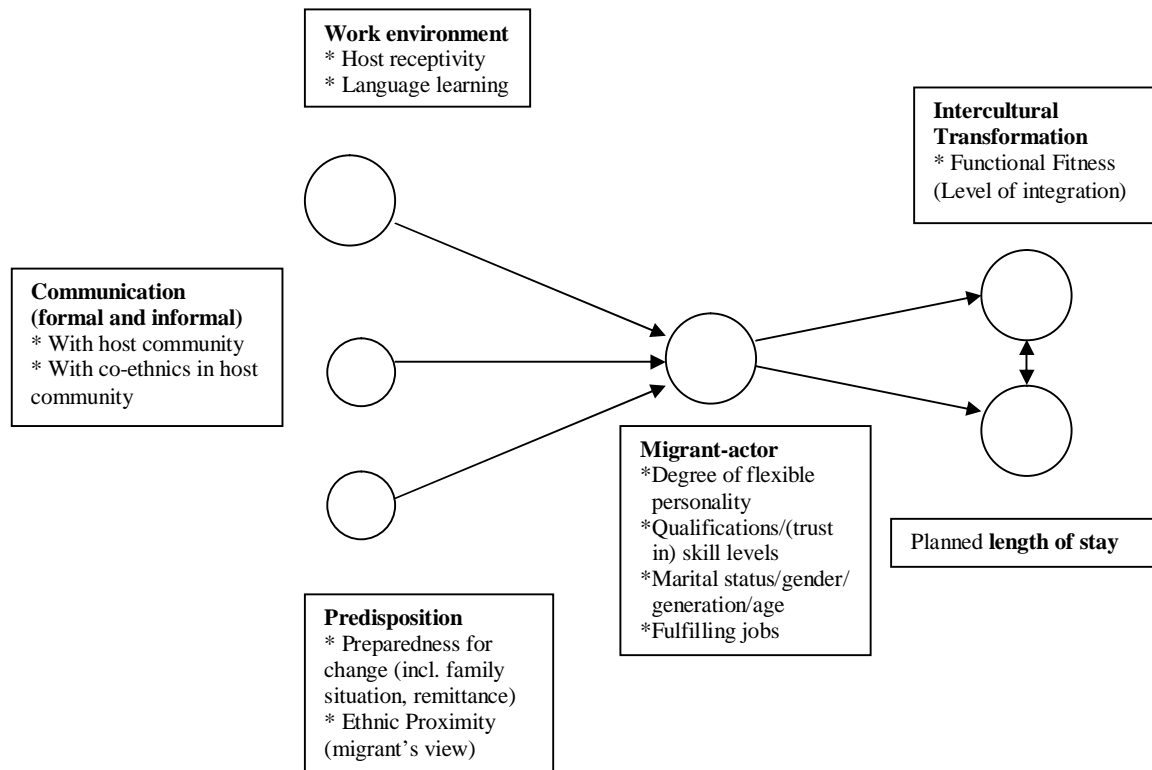 Work environment
* Host receptivity
* Language learning
Intercultural
Transformation
* Functional Fitness
(Level of integration)
Communication
(formal and informal)
* With host community
* With co-ethnics in host
community
Migrant-actor
*Degree of flexible
personality
*Qualifications/(trust
in) skill levels
*Marital status/gender/
generation/age
*Fulfilling jobs
Planned length of stay
Predisposition
* Preparedness for
change (incl. family
situation, remittance)
* Ethnic Proximity
(migrant's view)